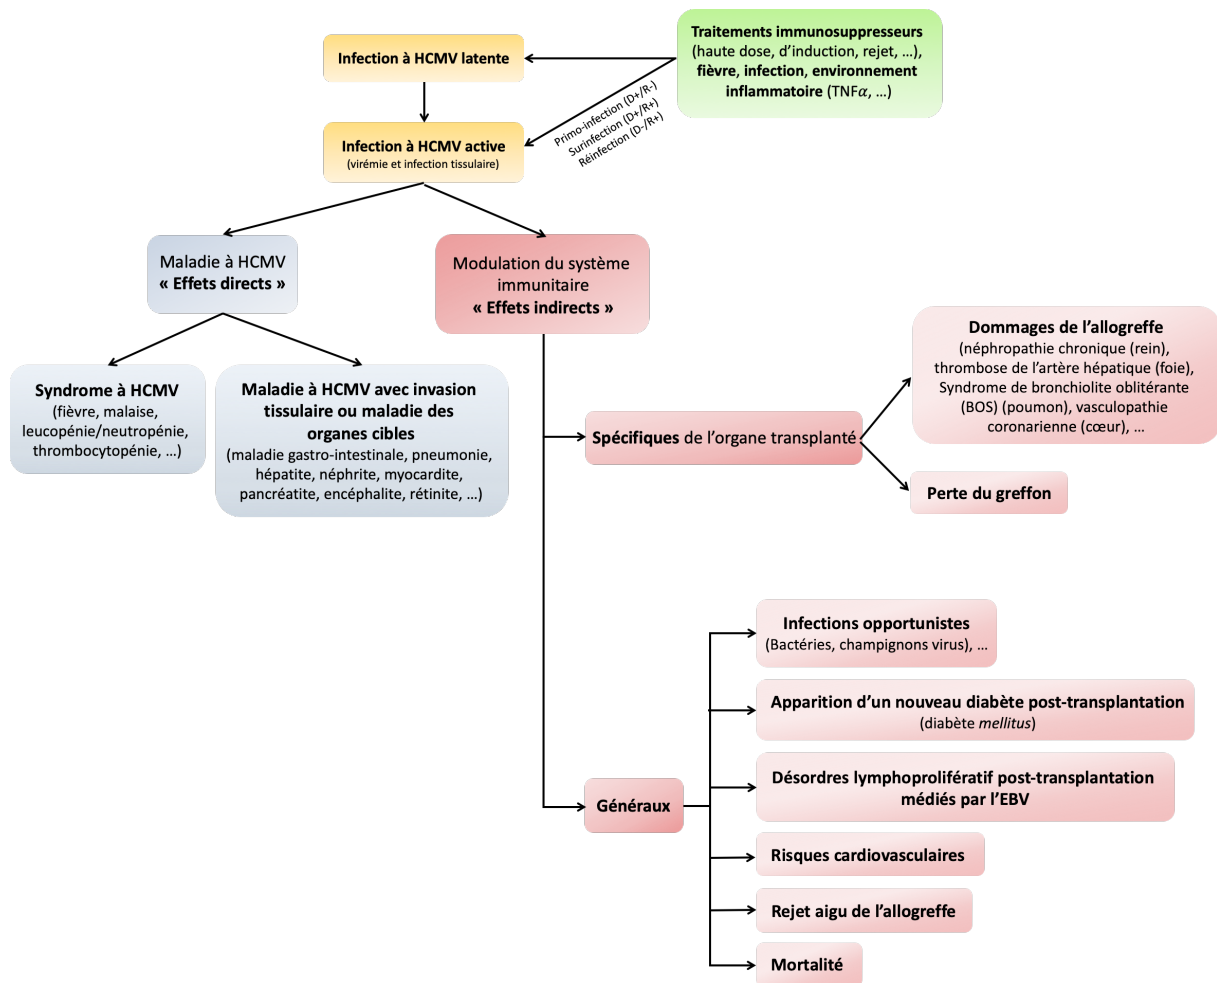 Traitements immunosuppresseurs
(haute dose, d’induction, rejet, …),
fièvre, infection, environnement
inflammatoire (TNF𝛼, …)
Infection à HCMV latente
Primo-infection (D+/R-)
Surinfection (D+/R+)
Réinfection (D-/R+)
Infection à HCMV active
(virémie et infection tissulaire)
Maladie à HCMV
« Effets directs »
Modulation du système
immunitaire
« Effets indirects »
Syndrome à HCMV
(fièvre, malaise,
leucopénie/neutropénie,
thrombocytopénie, …)
Maladie à HCMV avec invasion
tissulaire ou maladie des
organes cibles
(maladie gastro-intestinale, pneumonie,
hépatite, néphrite, myocardite,
pancréatite, encéphalite, rétinite, …)
Spécifiques de l’organe transplanté
Dommages de l’allogreffe
(néphropathie chronique (rein),
thrombose de l’artère hépatique (foie),
Syndrome de bronchiolite oblitérante
(BOS) (poumon), vasculopathie
coronarienne (cœur), …
Perte du greffon
Généraux
Infections opportunistes
(Bactéries, champignons virus), …
Apparition d’un nouveau diabète post-transplantation
(diabète mellitus)
Désordres lymphoprolifératif post-transplantation
médiés par l’EBV
Risques cardiovasculaires
Rejet aigu de l’allogreffe
Mortalité